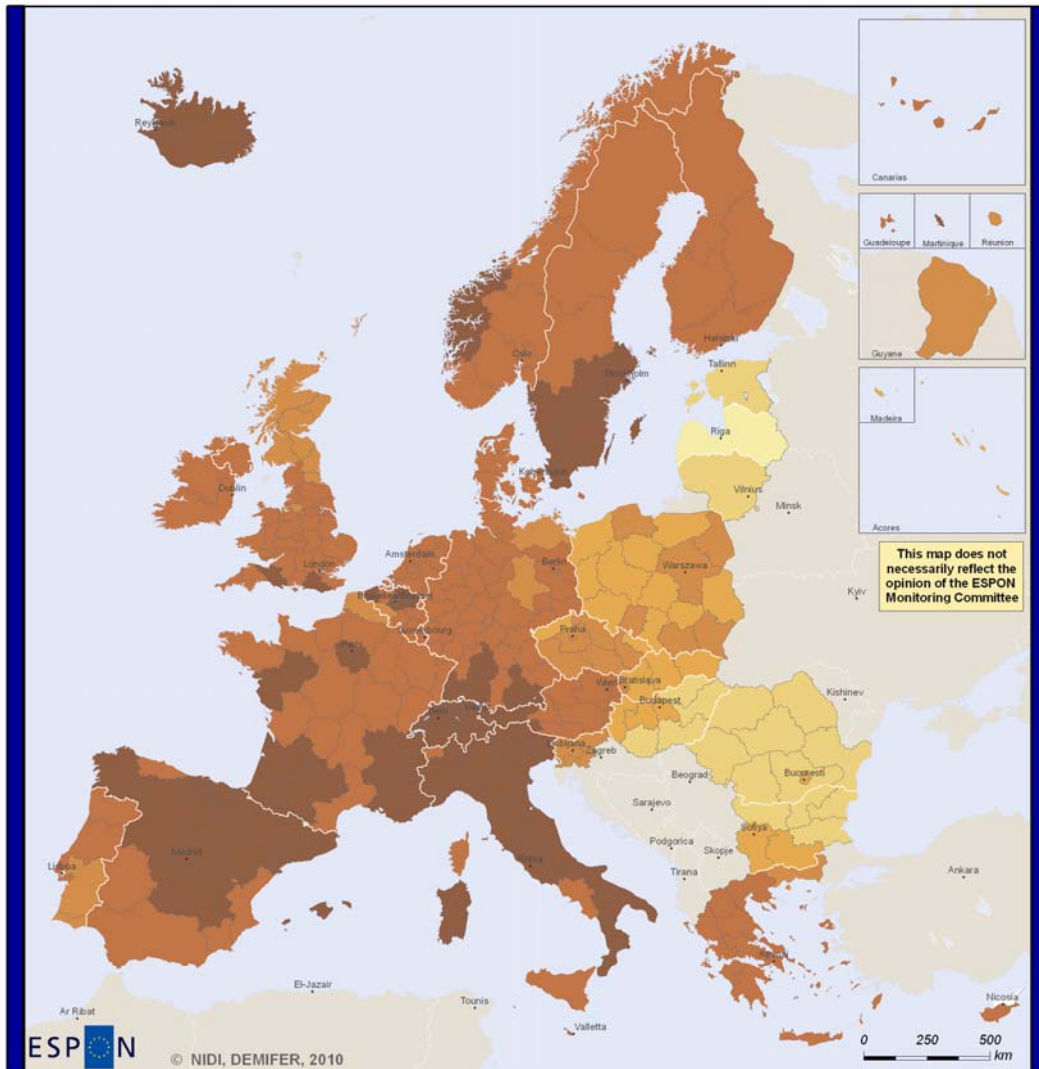 Canarias
Reykjavik
Guadeloupe
Martinique
Réunion
Guyane
Oslo
Helsinki
Tallinn
Stockholm
Madeira
Riga
København
Dublin
Vilnius
Minsk
Acores
London
Amsterdam
Berlin
Warszawa
This map does not
necessarily reflect the
opinion of the ESPON
Monitoring Committee
Kyiv
Luxembourg
Praha
Paris
Wien
Bratislava
Budapest
Kishinev
Ljubljana
Zagreb
Beograd
Bucuresti
Sarajevo
Madrid
Roma
Sofiya
Podgorica
Skopje
Tirana
Lisboa
Ankara
El-Jazair
Tounis
Nicosia
Ar Ribat
Valletta
ESPON
© NIDI, DEMIFER, 2010
0 250 500
km